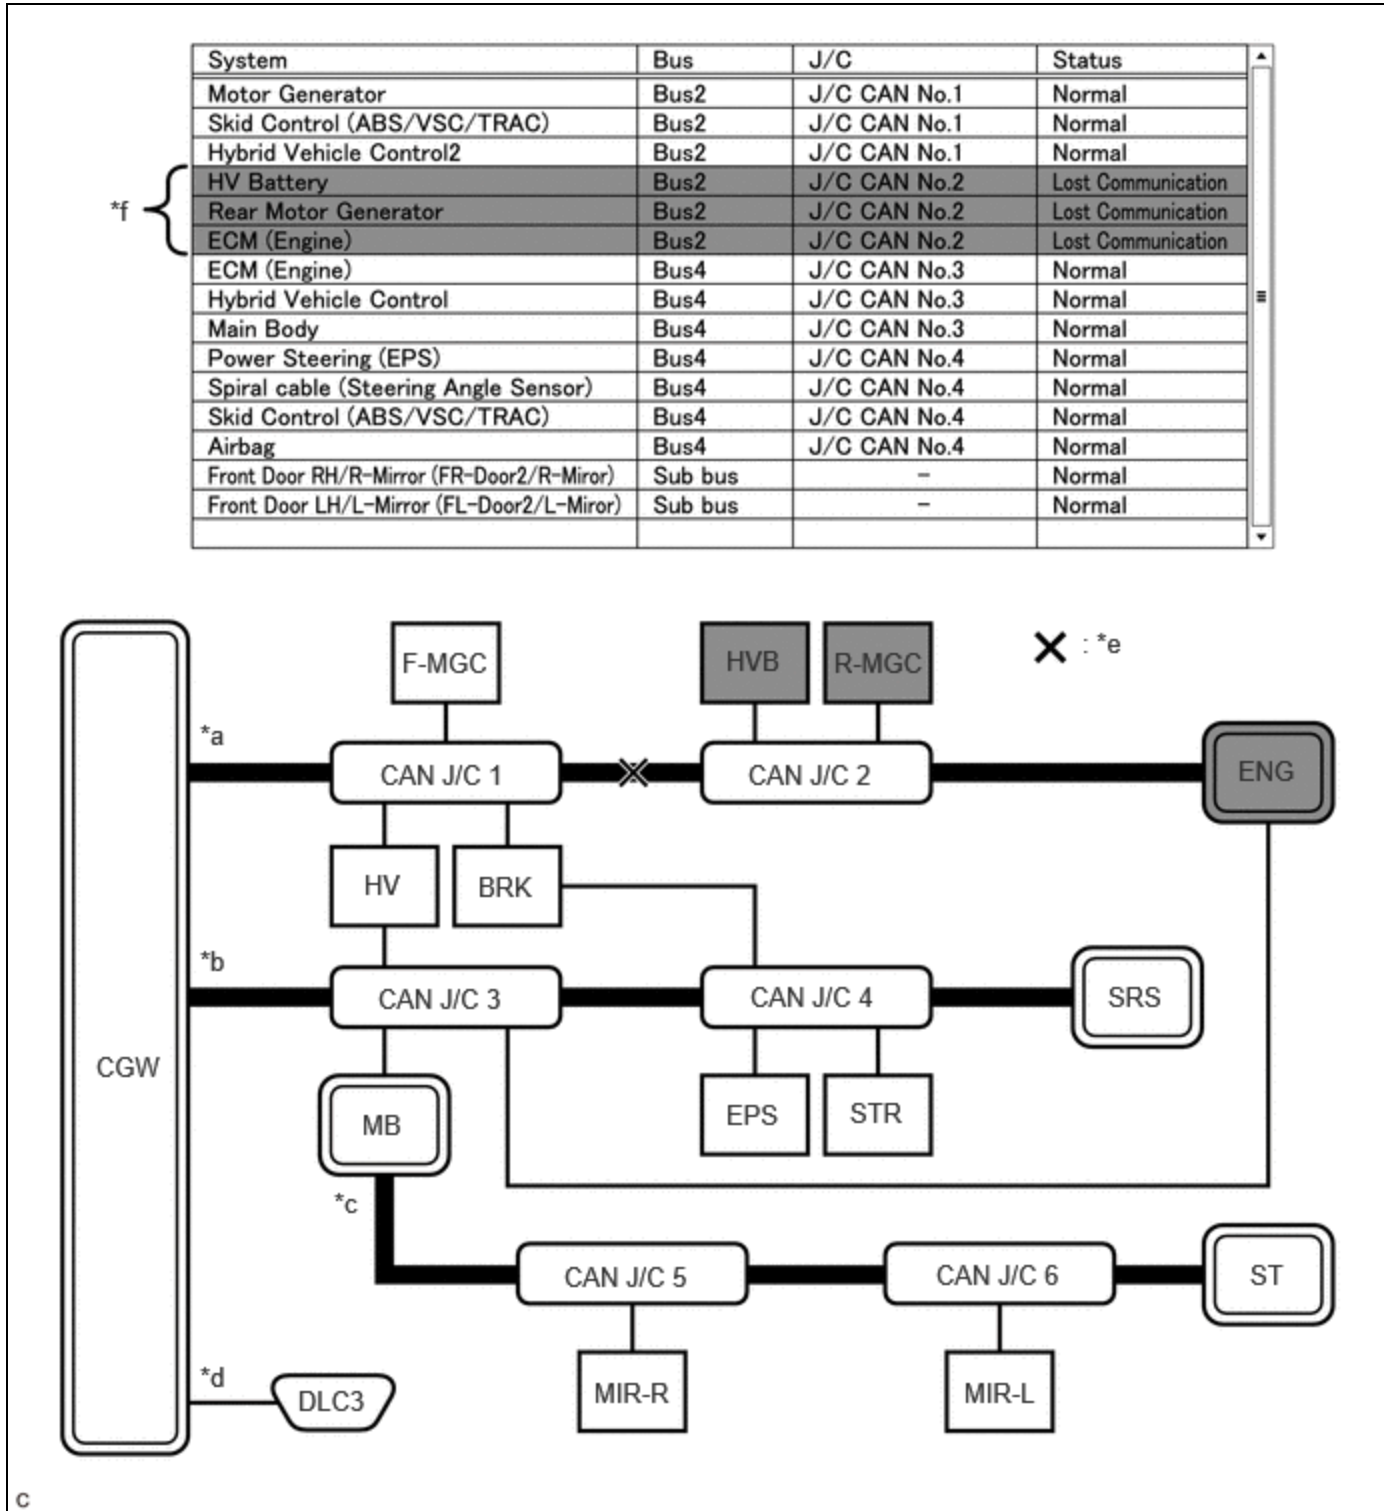 System Bus J/C Status
Motor Generator Bus2 J/C CAN No.1 Normal
Skid Control (ABS/VSC/TRAC) Bus2 J/C CAN No.1 Normal
Hybrid Vehicle Control2 Bus2 J/C CAN No.1 Normal
HV Battery Bus2 J/C CAN No.2 Lost Communication
*f Rear Motor Generator Bus2 J/C CAN No.2 Lost Communication
ECM (Engine) Bus2 J/C CAN No.2 Lost Communication
ECM (Engine) Bus4 J/C CAN No.3 Normal
Hybrid Vehicle Control Bus4 J/C CAN No.3 Normal
Main Body Bus4 J/C CAN No.3 Normal
Power Steering (EPS) Bus4 J/C CAN No.4 Normal
Spiral cable (Steering Angle Sensor) Bus4 J/C CAN No.4 Normal
Skid Control (ABS/VSC/TRAC) Bus4 J/C CAN No.4 Normal
Airbag Bus4 J/C CAN No.4 Normal
Front Door RH/R-Mirror (FR-Door2/R-Miror) Sub bus – Normal
Front Door LH/L-Mirror (FL-Door2/L-Miror) Sub bus – Normal
F-MGC HVB R-MGC : *e
*a
CAN J/C 1 CAN J/C 2 ENG
HV BRK
*b
CAN J/C 3 CAN J/C 4 SRS
CGW
MB EPS STR
*c
CAN J/C 5 CAN J/C 6 ST
*d
DLC3 MIR-R MIR-L
c